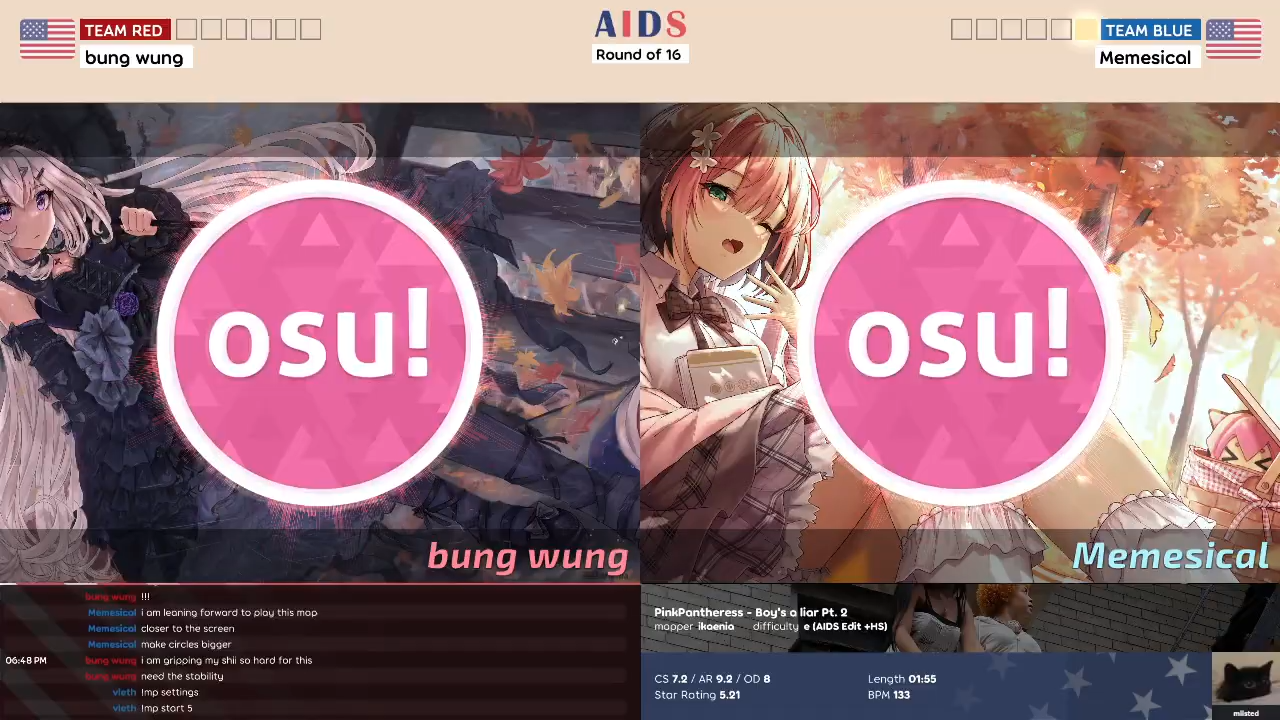 TEAM RED
bung wung
AIDS
Round of 16
TEAM BLUE
Memesical
osu!
osu!
bung wung
Memesical
bung wung !!!
Memesical i am leaning forward to play this map
Memesical closer to the screen
Memesical make circles bigger
06:48 PM bung wung i am gripping my shii so hard for this
bung wung need the stability
vleth !mp settings
vleth !mp start 5
PinkPantheress - Boy's a liar Pt. 2
mapper ikaenia difficulty e (AIDS Edit +HS)
CS 7.2 / AR 9.2 / OD 8
Star Rating 5.21
Length 01:55
BPM 133
mlisted